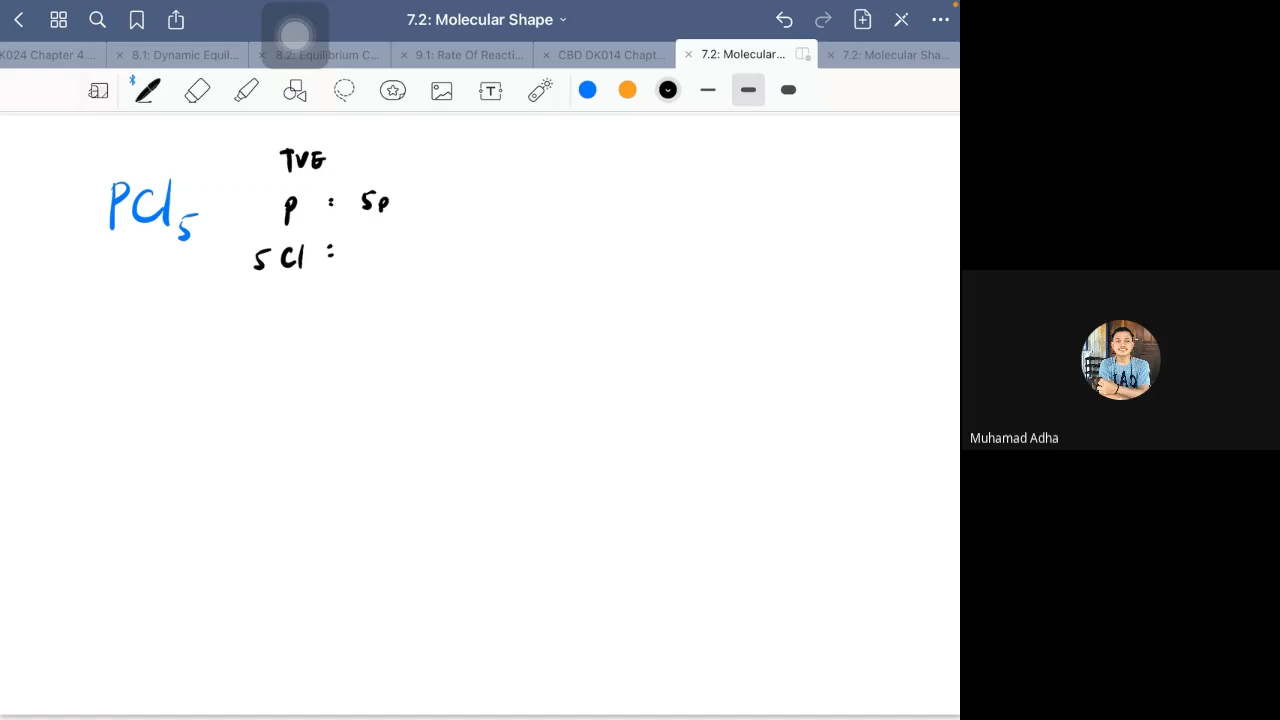 7.2: Molecular Shape
K024 Chapter 4....
8.1: Dynamic Equil...
8.2: Equilibrium C...
9.1: Rate Of Reacti...
CBD DK014 Chapt...
7.2: Molecular...
7.2: Molecular Sha...
T
TVE
PCl5
P : 5p
5 Cl :
Muhamad Adha